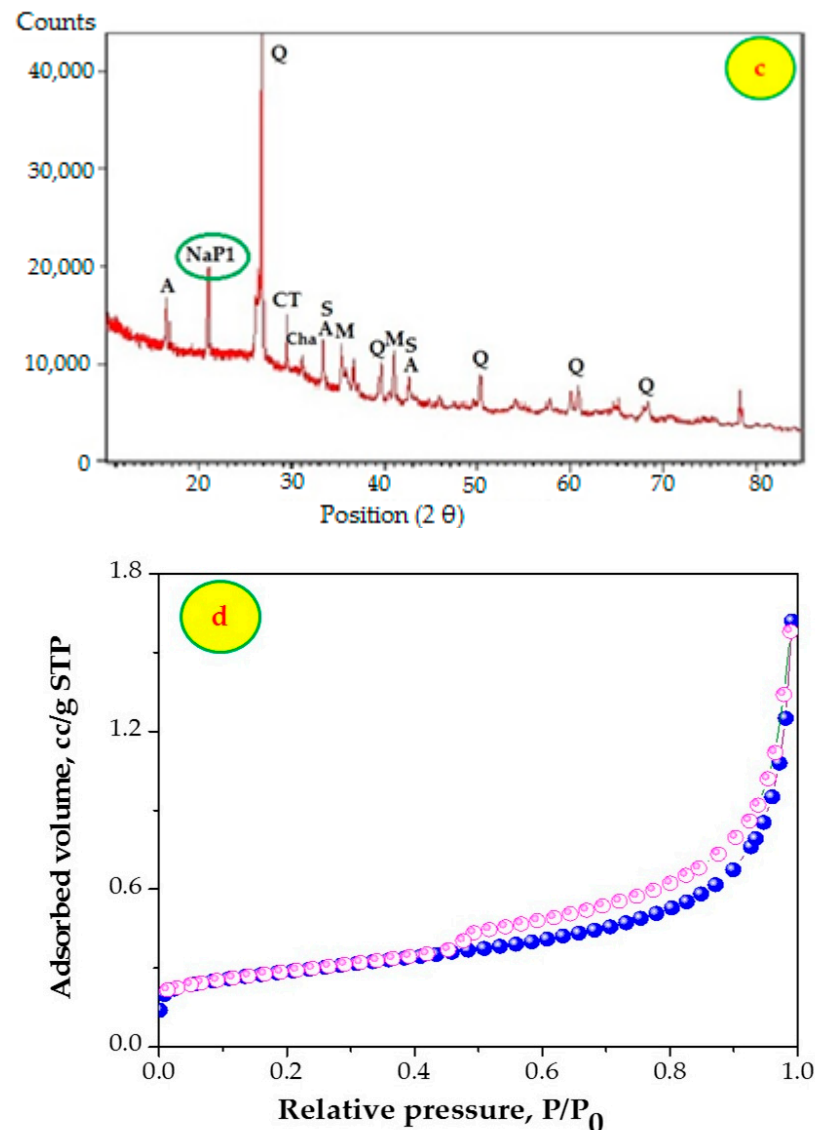 Counts
c
40,000
30,000
20,000
10,000
0
Q
NaP1
A
CT
Cha
S
A
M
Q
M
S
A
Q
Q
Q
20 30 40 50 60 70 80
Position (2 θ)
d
1.8
1.2
0.6
0.0
Adsorbed volume, cc/g STP
0.0 0.2 0.4 0.6 0.8 1.0
Relative pressure, P/P0